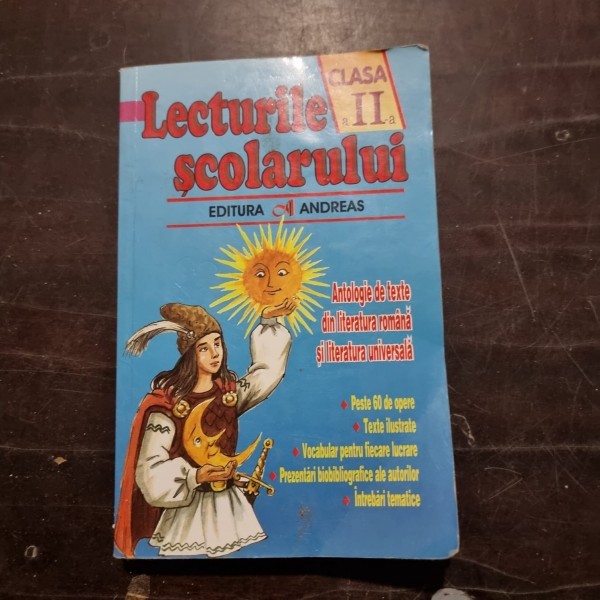 CLASA
a II-a
Lecturile
școlarului
EDITURA A ANDREAS
Antologie de texte
din literatura română
și literatura universală
Peste 60 de opere
Texte ilustrate
Vocabular pentru fiecare lucrare
Prezentări biobibliografice ale autorilor
Întrebări tematice